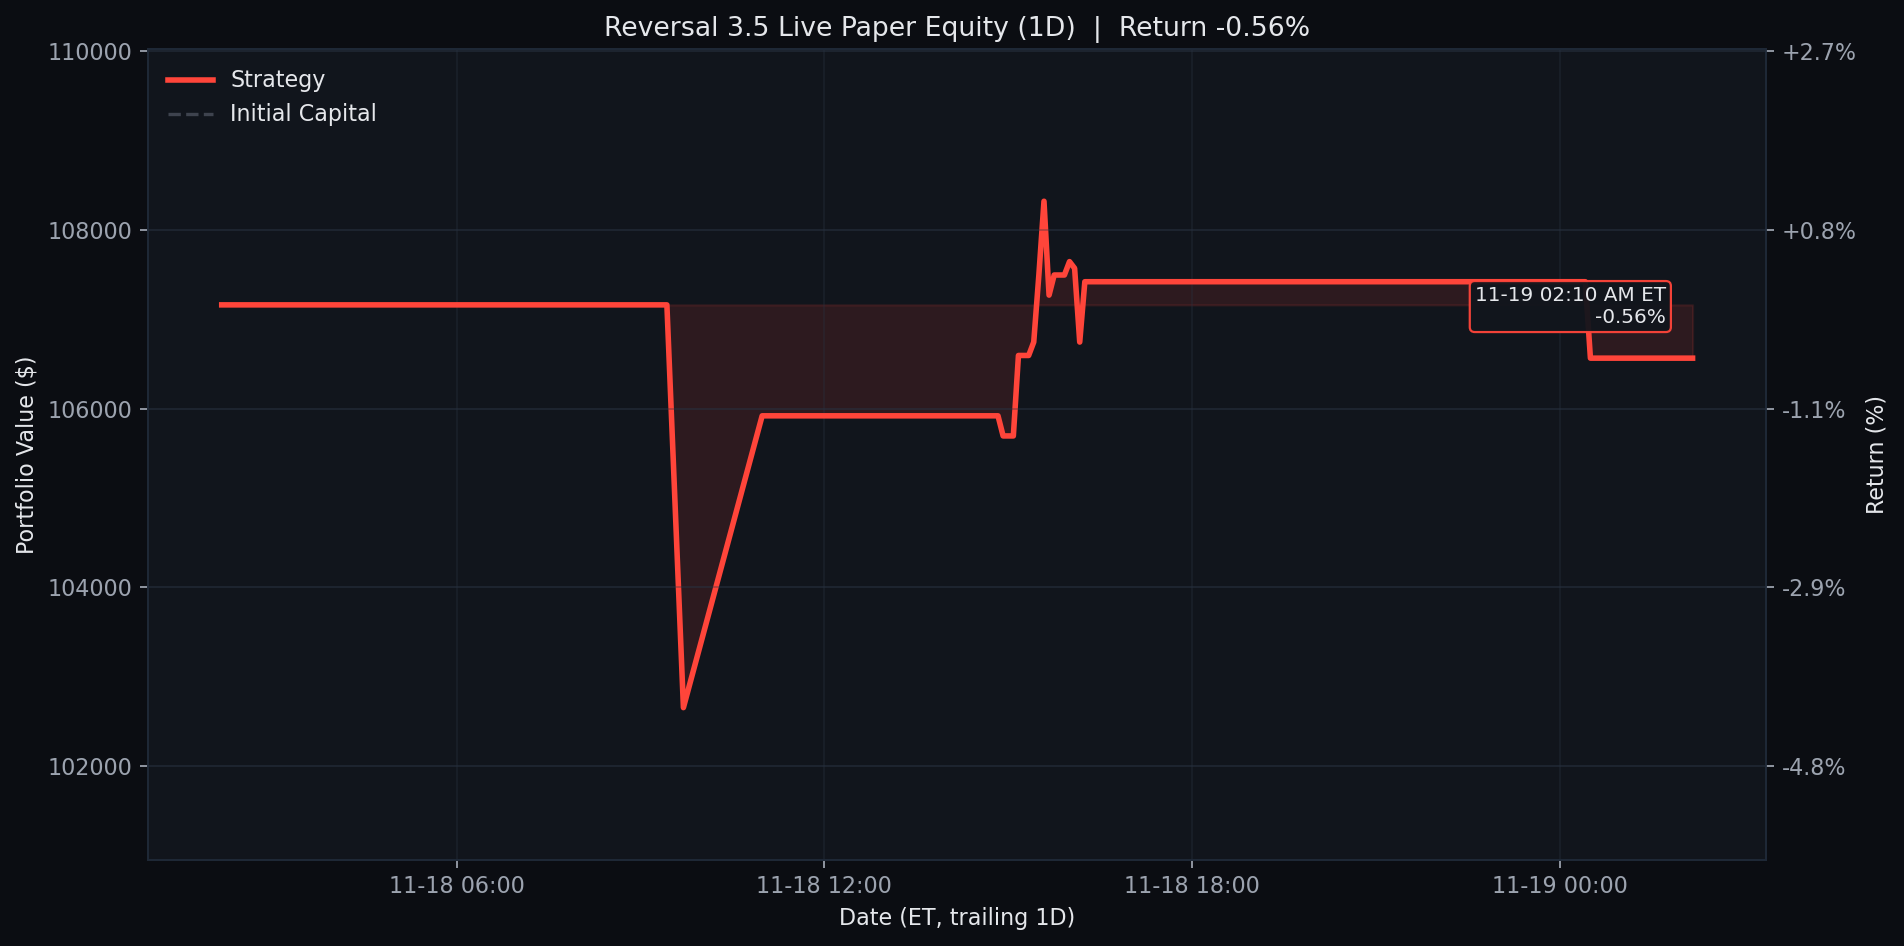 Reversal 3.5 Live Paper Equity (1D) | Return -0.56%
Strategy
Initial Capital
Portfolio Value ($)
110000
108000
106000
104000
102000
+2.7%
+0.8%
-1.1%
-2.9%
-4.8%
Return (%)
11-19 02:10 AM ET
-0.56%
11-18 06:00
11-18 12:00
11-18 18:00
11-19 00:00
Date (ET, trailing 1D)